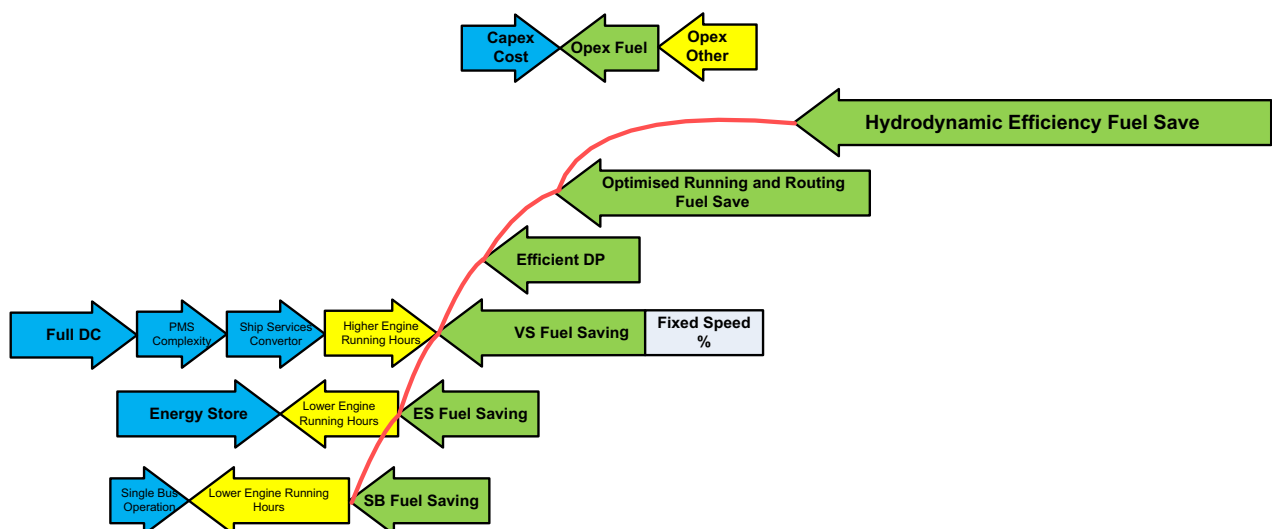 Capex
Cost
Opex Fuel
Opex
Other
Hydrodynamic Efficiency Fuel Save
Optimised Running and Routing
Fuel Save
Efficient DP
Full DC
PMS
Complexity
Ship Services
Convertor
Higher Engine
Running Hours
VS Fuel Saving
Fixed Speed
%
Energy Store
Lower Engine
Running Hours
ES Fuel Saving
Single Bus
Operation
Lower Engine Running
Hours
SB Fuel Saving